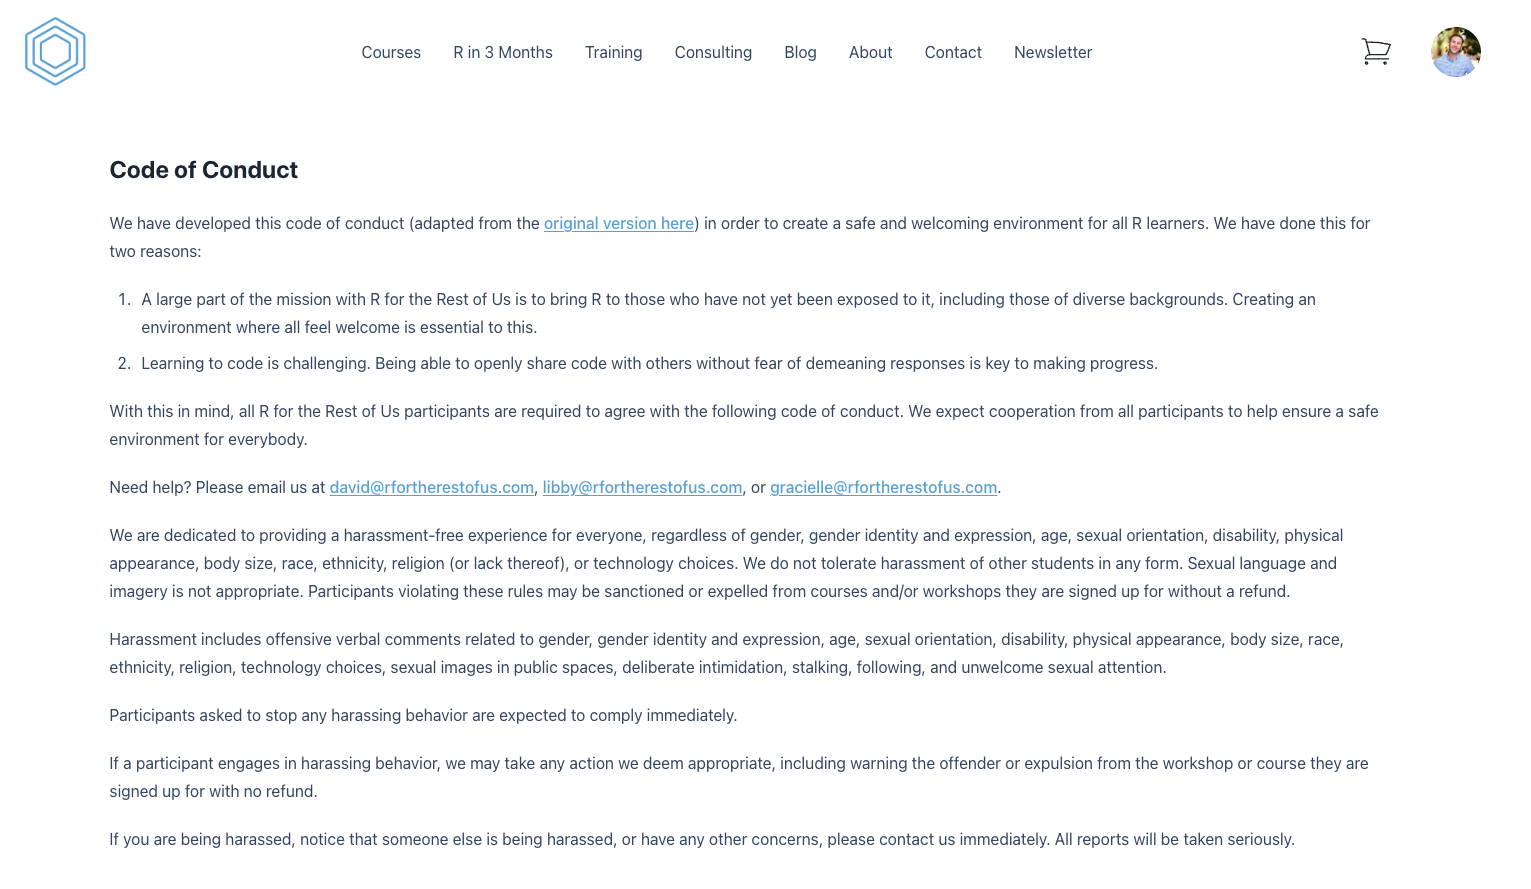 Courses R in 3 Months Training Consulting Blog About Contact Newsletter
Code of Conduct
We have developed this code of conduct (adapted from the original version here) in order to create a safe and welcoming environment for all R learners. We have done this for
two reasons:
1. A large part of the mission with R for the Rest of Us is to bring R to those who have not yet been exposed to it, including those of diverse backgrounds. Creating an
environment where all feel welcome is essential to this.
2. Learning to code is challenging. Being able to openly share code with others without fear of demeaning responses is key to making progress.
With this in mind, all R for the Rest of Us participants are required to agree with the following code of conduct. We expect cooperation from all participants to help ensure a safe
environment for everybody.
Need help? Please email us at david@rfortherestofus.com, libby@rfortherestofus.com, or gracielle@rfortherestofus.com.
We are dedicated to providing a harassment-free experience for everyone, regardless of gender, gender identity and expression, age, sexual orientation, disability, physical
appearance, body size, race, ethnicity, religion (or lack thereof), or technology choices. We do not tolerate harassment of other students in any form. Sexual language and
imagery is not appropriate. Participants violating these rules may be sanctioned or expelled from courses and/or workshops they are signed up for without a refund.
Harassment includes offensive verbal comments related to gender, gender identity and expression, age, sexual orientation, disability, physical appearance, body size, race,
ethnicity, religion, technology choices, sexual images in public spaces, deliberate intimidation, stalking, following, and unwelcome sexual attention.
Participants asked to stop any harassing behavior are expected to comply immediately.
If a participant engages in harassing behavior, we may take any action we deem appropriate, including warning the offender or expulsion from the workshop or course they are
signed up for with no refund.
If you are being harassed, notice that someone else is being harassed, or have any other concerns, please contact us immediately. All reports will be taken seriously.